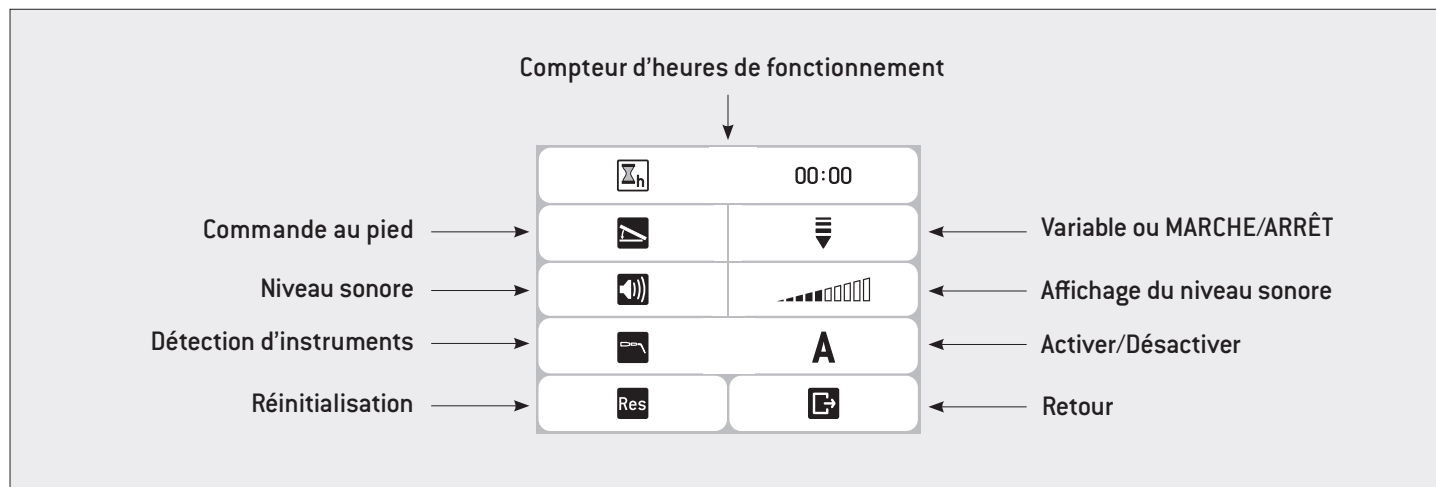 Compteur d'heures de fonctionnement
h 00:00
Commande au pied
Variable ou MARCHE/ARRÊT
Niveau sonore
Affichage du niveau sonore
Détection d'instruments
A
Activer/Désactiver
Réinitialisation
Res
Retour